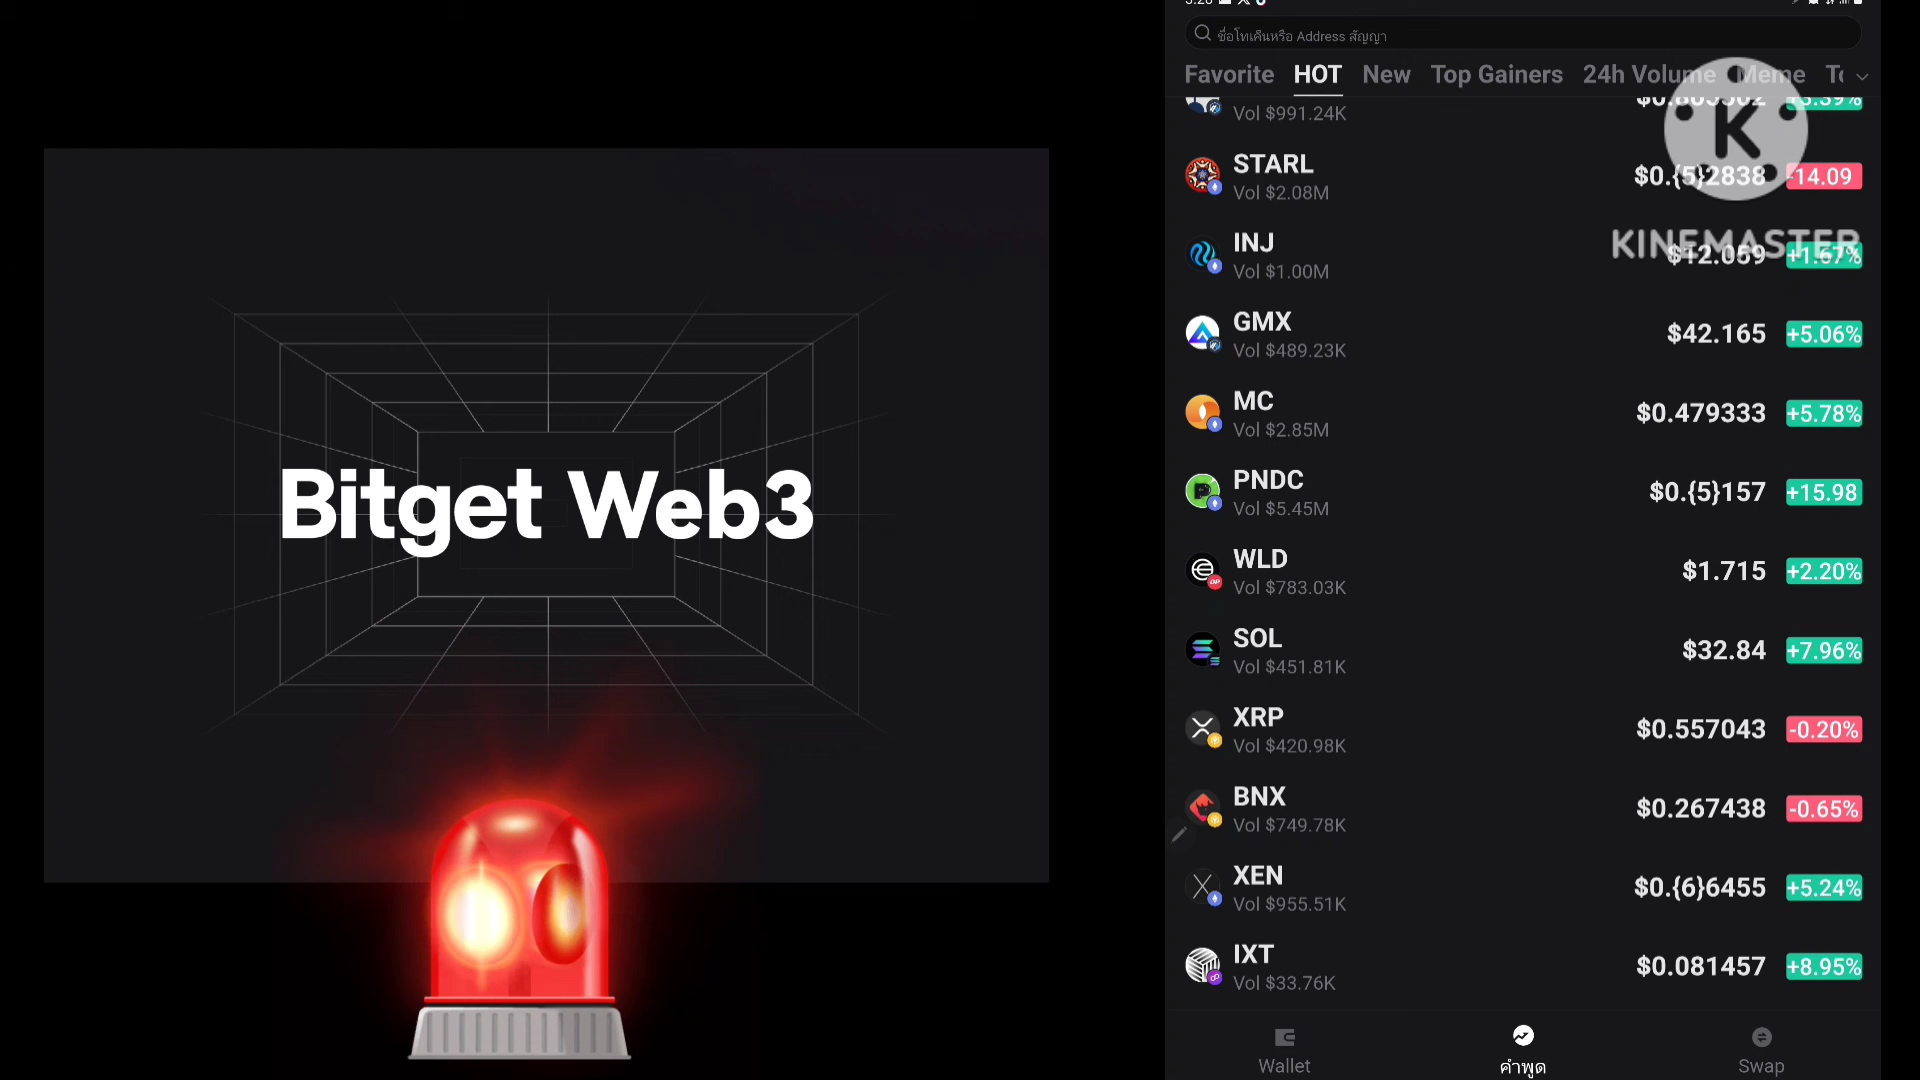 Bitget Web3
ชื่อโทเค็นหรือ Address สัญญา
Favorite HOT New Top Gainers 24h Volume Meme
Vol $991.24K
STARL
Vol $2.08M
$0.{5}2838 -14.09
INJ
Vol $1.00M
$12.059 +1.67%
GMX
Vol $489.23K
$42.165 +5.06%
MC
Vol $2.85M
$0.479333 +5.78%
PNDC
Vol $5.45M
$0.{5}157 +15.98
WLD
Vol $783.03K
$1.715 +2.20%
SOL
Vol $451.81K
$32.84 +7.96%
XRP
Vol $420.98K
$0.557043 -0.20%
BNX
Vol $749.78K
$0.267438 -0.65%
XEN
Vol $955.51K
$0.{6}6455 +5.24%
IXT
Vol $33.76K
$0.081457 +8.95%
Wallet คำพูด Swap
K
KINEMASTER